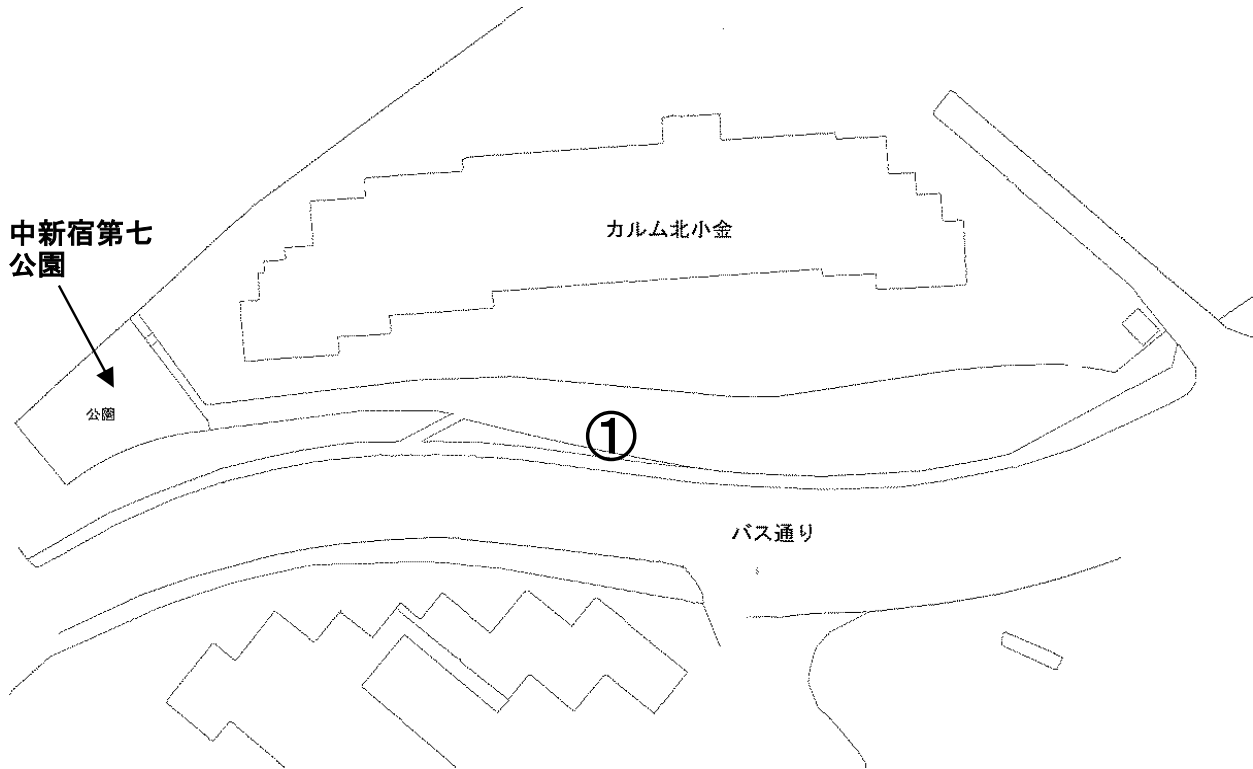 カルム北小金
中新宿第七
公園
公園
①
バス通り